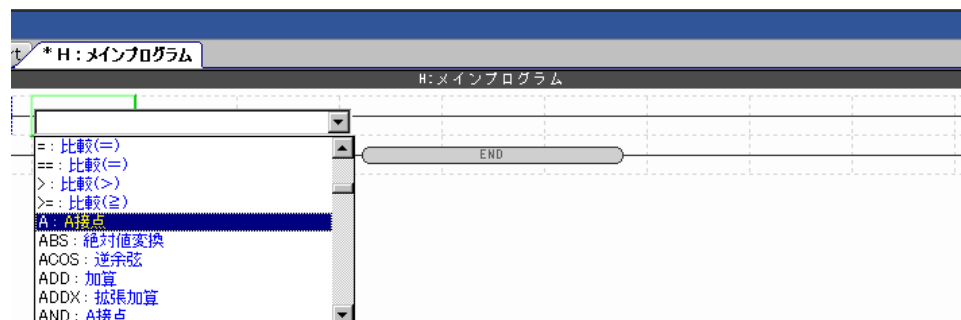 t
* H : メインプログラム
H:メインプログラム
= : 比較(＝)
== : 比較(＝)
> : 比較(>)
>= : 比較(≧)
A : A接点
ABS : 絶対値変換
ACOS : 逆余弦
ADD : 加算
ADDX : 拡張加算
AND : A接点
END